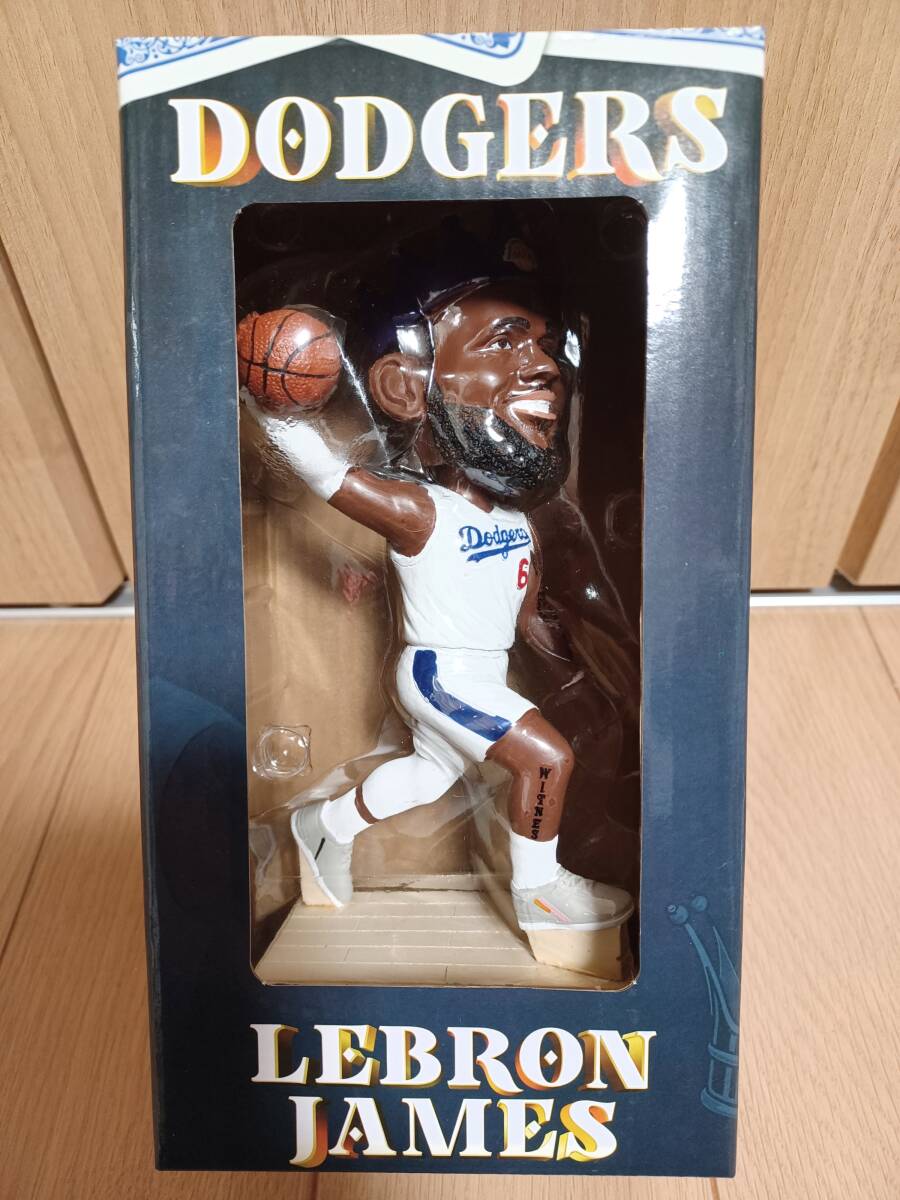 DODGERS
Dodgers
6
WITNESS
LEBRON
JAMES